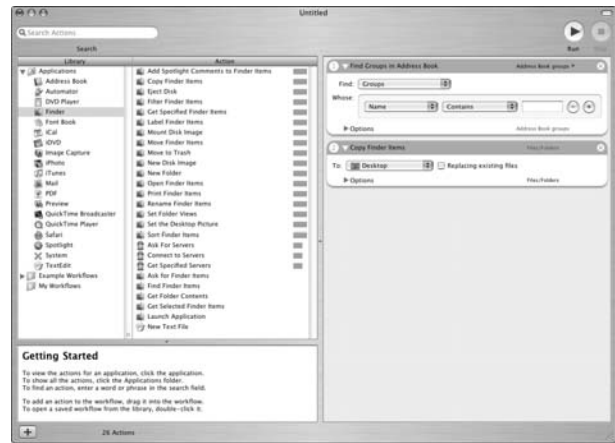 Untitled
Search Actions
Search
Run
Library
Action
Applications
Address Book
Automator
DVD Player
Finder
Font Book
iCal
iDVD
Image Capture
iPhoto
iTunes
Mail
PDF
Preview
QuickTime Broadcaster
QuickTime Player
Safari
Spotlight
System
TextEdit
Example Workflows
My Workflows
Add Spotlight Comments to Finder Items
Copy Finder Items
Eject Disk
Filter Finder Items
Get Specified Finder Items
Label Finder Items
Mount Disk Image
Move Finder Items
Move to Trash
New Disk Image
New Folder
Open Finder Items
Print Finder Items
Rename Finder Items
Set Folder Views
Set the Desktop Picture
Sort Finder Items
Ask For Servers
Connect to Servers
Get Specified Servers
Ask for Finder Items
Find Finder Items
Get Folder Contents
Get Selected Finder Items
Launch Application
New Text File
Find Groups in Address Book Address Book groups
Find: Groups
Whose:
Name Contains
Options Address Book groups
Copy Finder Items Files/Folders
To: Desktop Replacing existing files
Options Files/Folders
Getting Started
To view the actions for an application, click the application.
To show all the actions, click the Applications folder.
To find an action, enter a word or phrase in the search field.
To add an action to the workflow, drag it into the workflow.
To open a saved workflow from the library, double-click it.
26 Actions